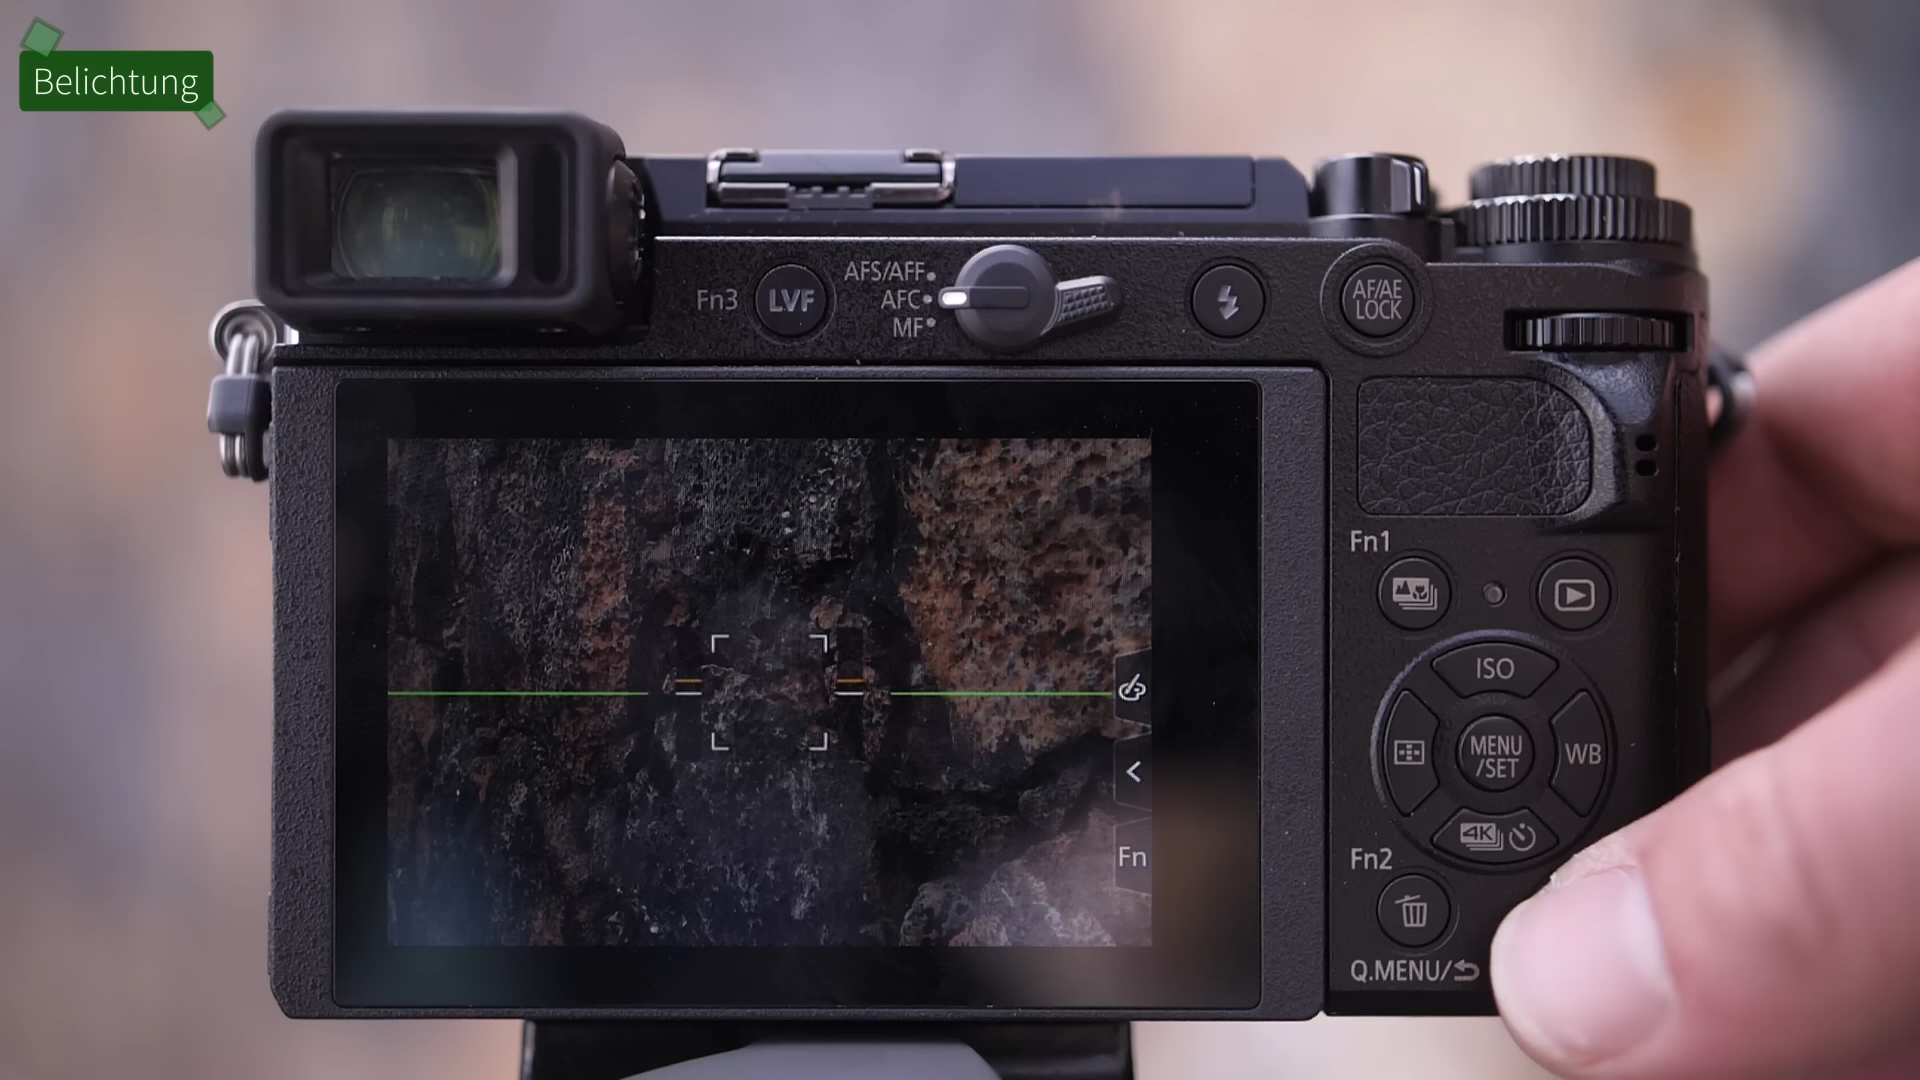 Belichtung
Fn3
LVF
AFS/AFF
AFC
MF
AF/AE
LOCK
Fn1
ISO
MENU
/SET
WB
4K
Fn
Fn2
Q.MENU/